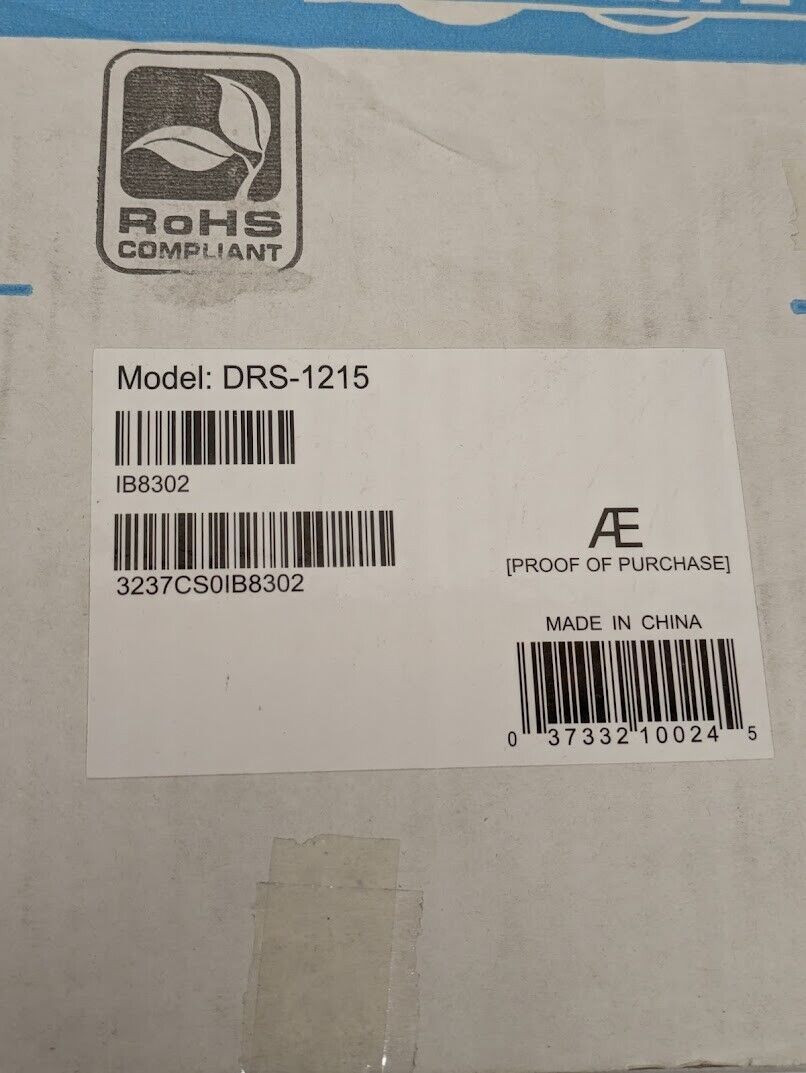 RoHS
COMPLIANT
Model: DRS-1215
IB8302
3237CS0IB8302
Æ
[PROOF OF PURCHASE]
MADE IN CHINA
0 37332 10024 5